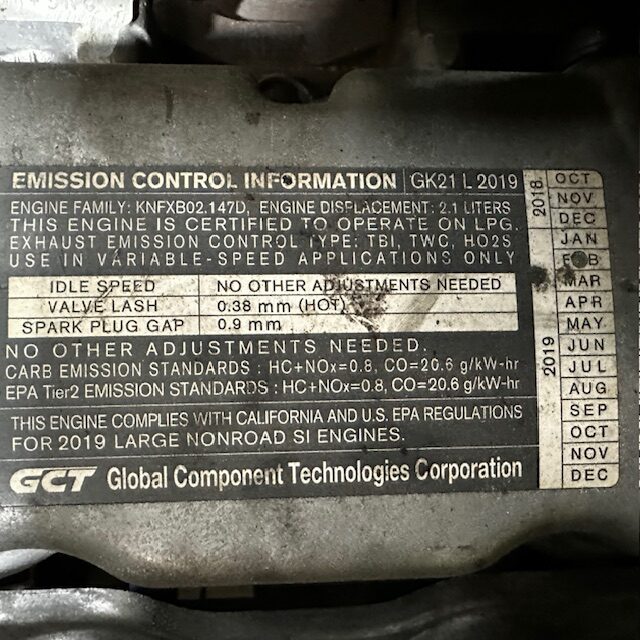 EMISSION CONTROL INFORMATION GK21 L 2019
ENGINE FAMILY: KNFXB02.147D, ENGINE DISPLACEMENT: 2.1 LITERS
THIS ENGINE IS CERTIFIED TO OPERATE ON LPG.
EXHAUST EMISSION CONTROL TYPE: TBI, TWC, HO2S
USE IN VARIABLE-SPEED APPLICATIONS ONLY
IDLE SPEED NO OTHER ADJUSTMENTS NEEDED
VALVE LASH 0.38 mm (HOT)
SPARK PLUG GAP 0.9 mm
NO OTHER ADJUSTMENTS NEEDED.
CARB EMISSION STANDARDS : HC+NOx=0.8, CO=20.6 g/kW-hr
EPA Tier2 EMISSION STANDARDS : HC+NOx=0.8, CO=20.6 g/kW-hr
THIS ENGINE COMPLIES WITH CALIFORNIA AND U.S. EPA REGULATIONS
FOR 2019 LARGE NONROAD SI ENGINES.
GCT Global Component Technologies Corporation
2018
OCT
NOV
DEC
2019
JAN
FEB
MAR
APR
MAY
JUN
JUL
AUG
SEP
OCT
NOV
DEC